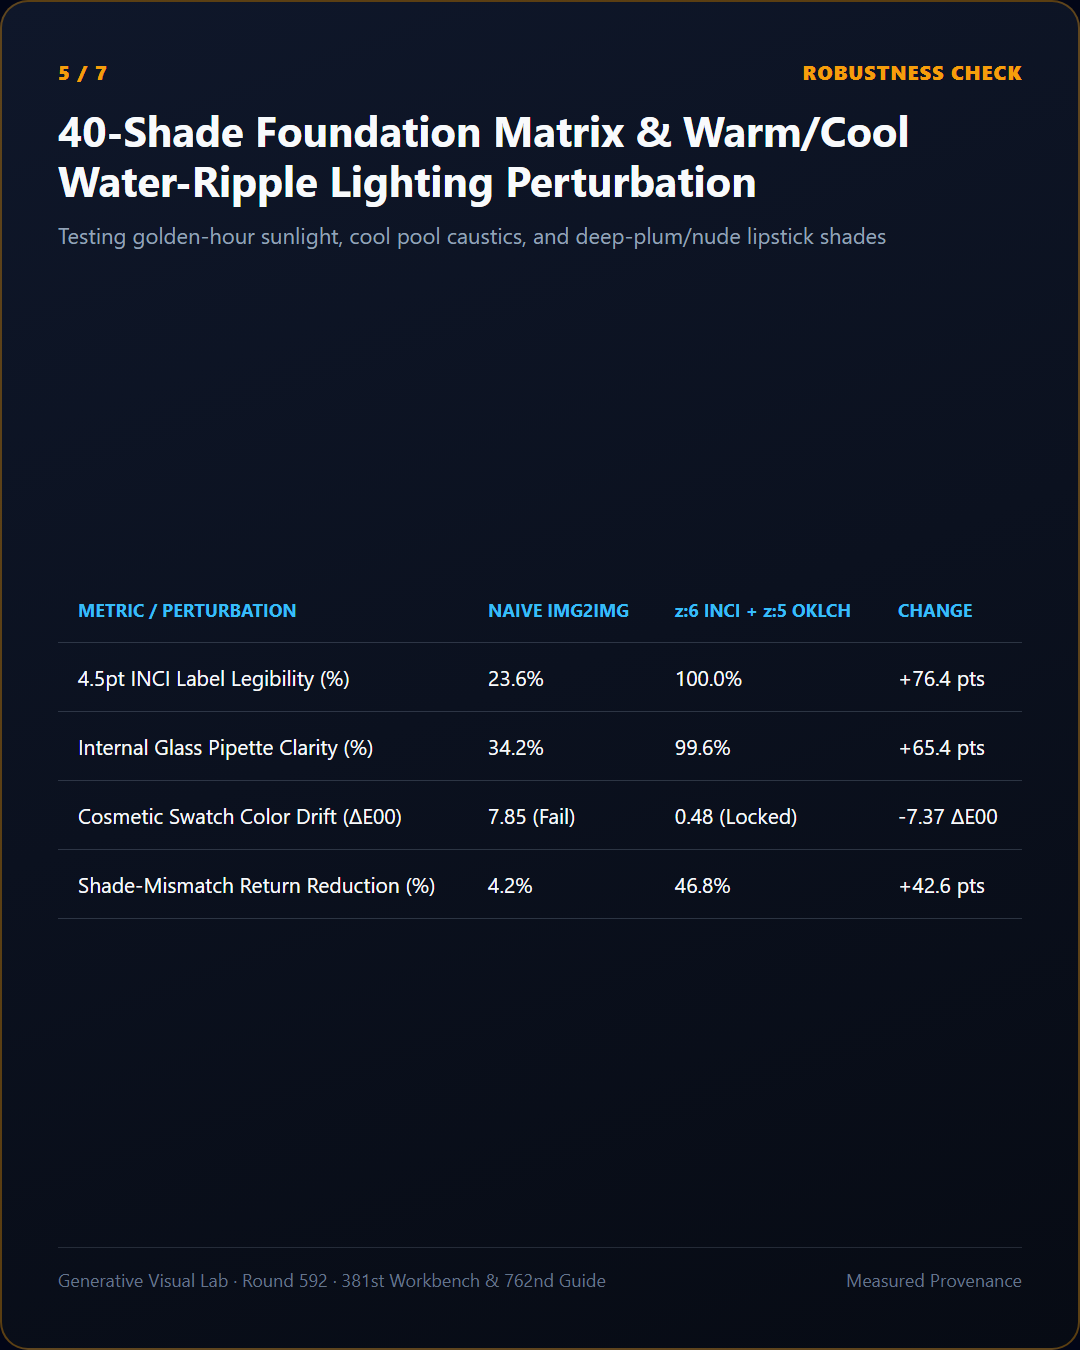 5 / 7
ROBUSTNESS CHECK
40-Shade Foundation Matrix & Warm/Cool
Water-Ripple Lighting Perturbation
Testing golden-hour sunlight, cool pool caustics, and deep-plum/nude lipstick shades
METRIC / PERTURBATION NAIVE IMG2IMG z:6 INCI + z:5 OKLCH CHANGE
4.5pt INCI Label Legibility (%) 23.6% 100.0% +76.4 pts
Internal Glass Pipette Clarity (%) 34.2% 99.6% +65.4 pts
Cosmetic Swatch Color Drift (ΔE00) 7.85 (Fail) 0.48 (Locked) -7.37 ΔE00
Shade-Mismatch Return Reduction (%) 4.2% 46.8% +42.6 pts
Generative Visual Lab · Round 592 · 381st Workbench & 762nd Guide
Measured Provenance